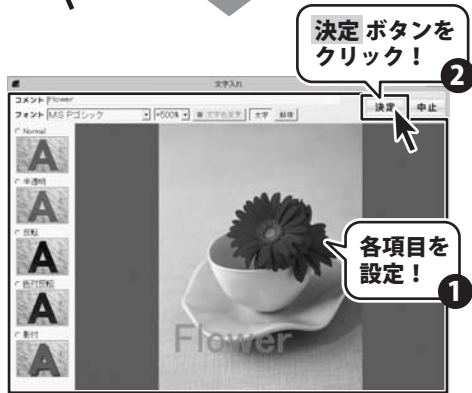 決定 ボタンを
クリック！
2
文字入れ
コメント Flower
決定
中止
フォント MS Pゴシック
+500%
■ 文字色変更
太字
斜体
Normal
A
半透明
A
反転
A
色付反転
A
影付
A
Flower
各項目を
設定！
1